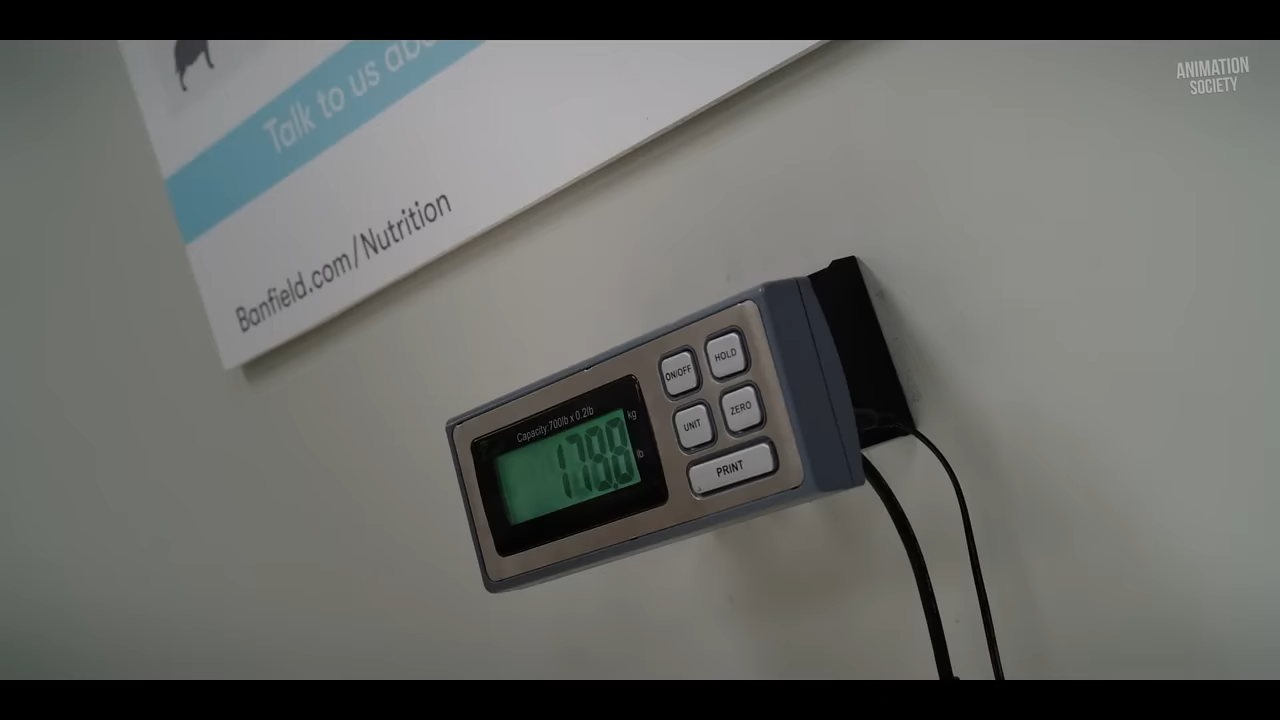 ANIMATION
SOCIETY
Talk to us
Banfield.com/Nutrition
Capacity:700lb x 0.2lb
kg
178.8
lb
ON/OFF
HOLD
UNIT
ZERO
PRINT